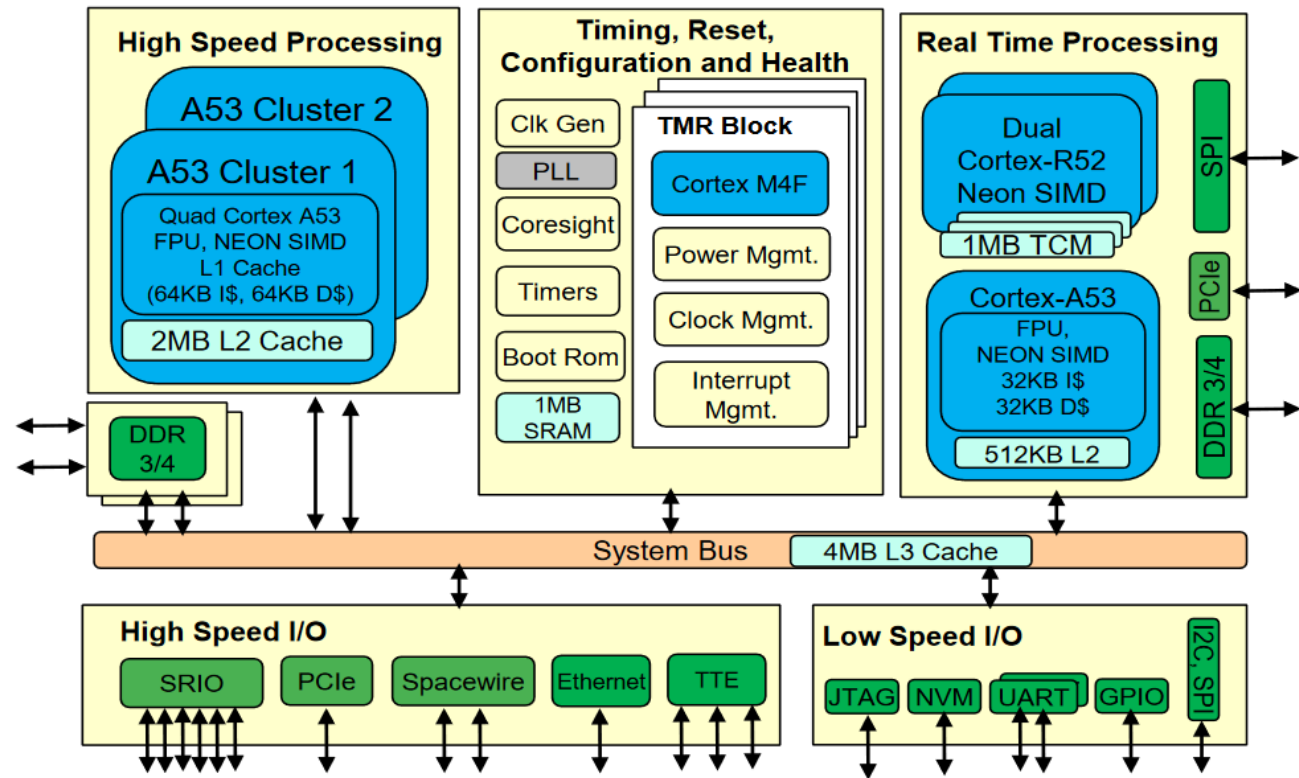 High Speed Processing
A53 Cluster 2
A53 Cluster 1
Quad Cortex A53
FPU, NEON SIMD
L1 Cache
(64KB I$, 64KB D$)
2MB L2 Cache
DDR
3/4
Timing, Reset,
Configuration and Health
Clk Gen
PLL
Coresight
Timers
Boot Rom
1MB
SRAM
TMR Block
Cortex M4F
Power Mgmt.
Clock Mgmt.
Interrupt
Mgmt.
Real Time Processing
Dual
Cortex-R52
Neon SIMD
1MB TCM
Cortex-A53
FPU,
NEON SIMD
32KB I$
32KB D$
512KB L2
SPI
PCIe
DDR 3/4
System Bus
4MB L3 Cache
High Speed I/O
SRIO
PCIe
Spacewire
Ethernet
TTE
Low Speed I/O
JTAG
NVM
UART
GPIO
I2C, SPI